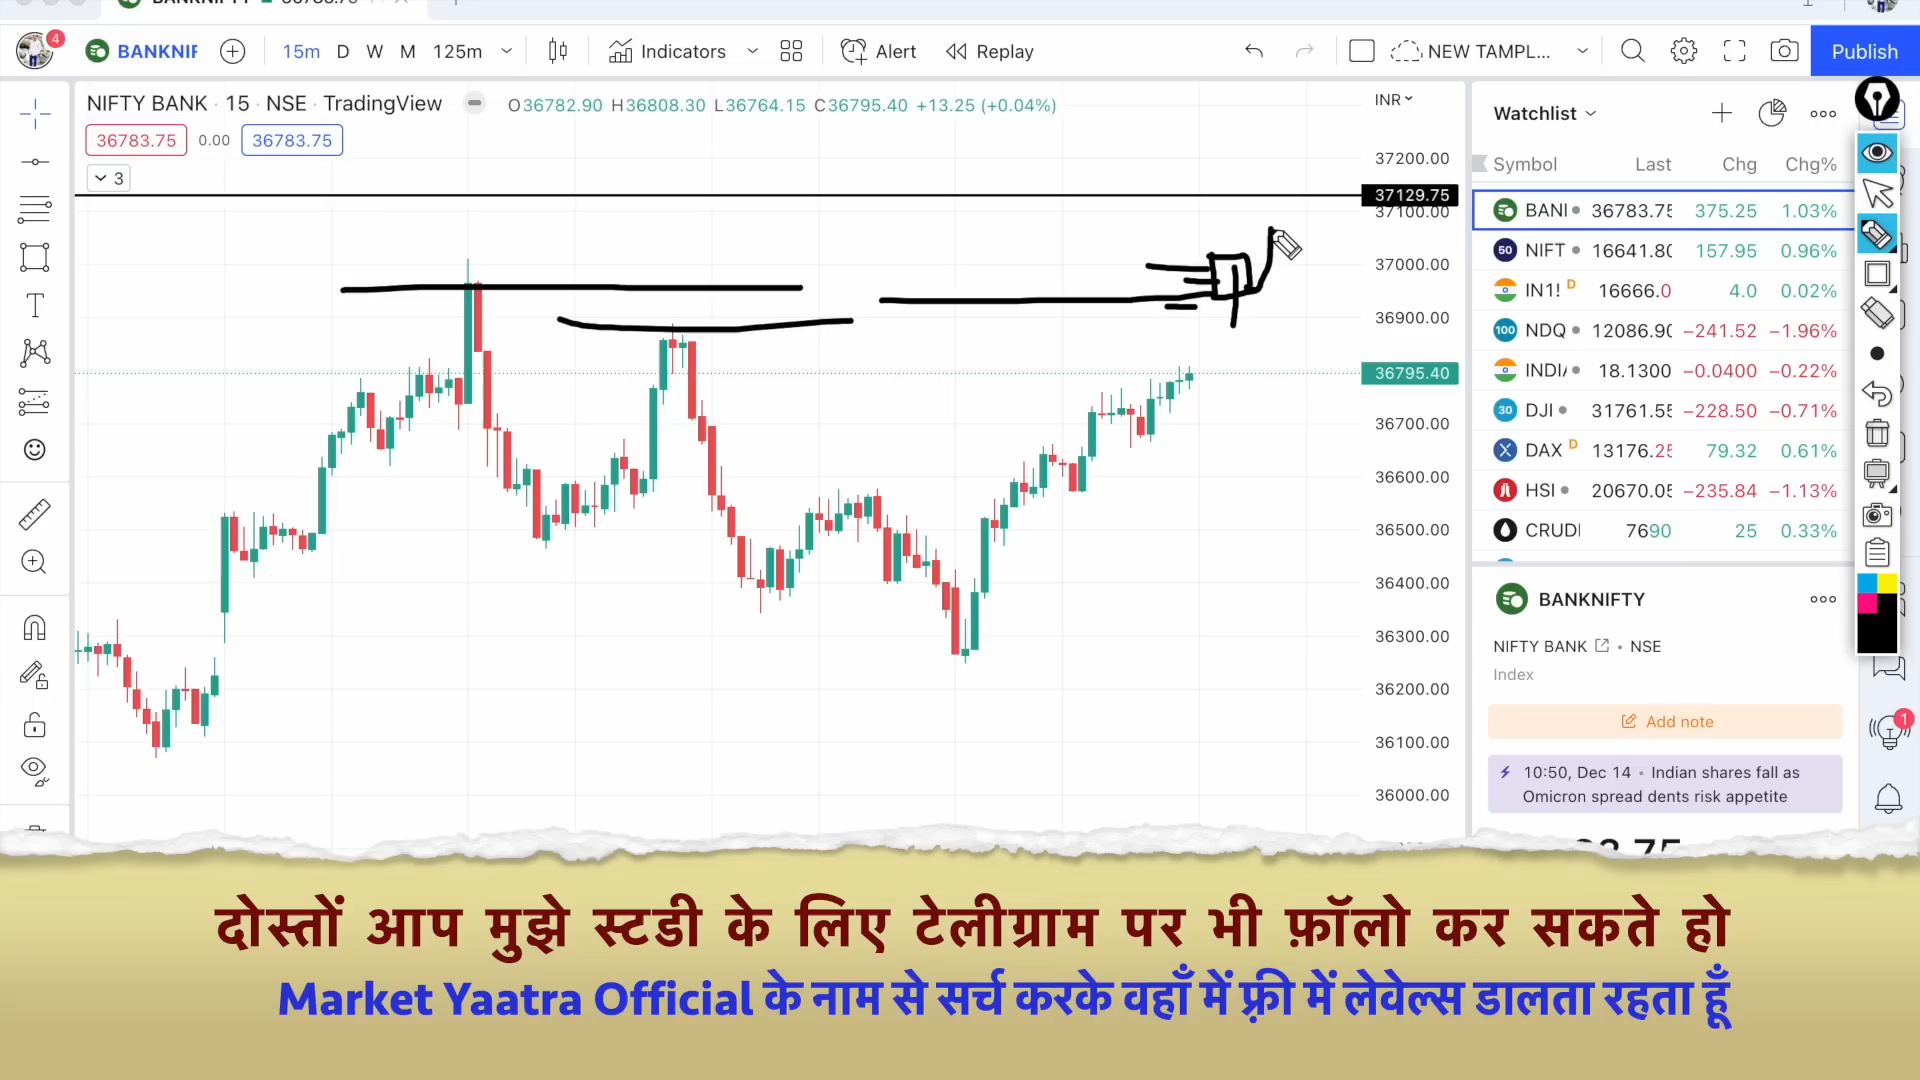 4
BANKNIF
15m D W M 125m
Indicators
Alert
Replay
NEW TAMPL...
Publish
NIFTY BANK · 15 · NSE · TradingView
O36782.90 H36808.30 L36764.15 C36795.40 +13.25 (+0.04%)
INR
36783.75 0.00 36783.75
3
37200.00
37129.75
37100.00
37000.00
36900.00
36795.40
36700.00
36600.00
36500.00
36400.00
36300.00
36200.00
36100.00
36000.00
Watchlist
Symbol Last Chg Chg%
BANI 36783.75 375.25 1.03%
50 NIFT 16641.80 157.95 0.96%
IN1! D 16666.0 4.0 0.02%
100 NDQ 12086.90 −241.52 −1.96%
INDI 18.1300 −0.0400 −0.22%
30 DJI 31761.55 −228.50 −0.71%
DAX D 13176.25 79.32 0.61%
HSI 20670.05 −235.84 −1.13%
CRUDI 7690 25 0.33%
BANKNIFTY
NIFTY BANK • NSE
Index
Add note
1
10:50, Dec 14 • Indian shares fall as
Omicron spread dents risk appetite
दोस्तों आप मुझे स्टडी के लिए टेलीग्राम पर भी फ़ॉलो कर सकते हो
Market Yaatra Official के नाम से सर्च करके वहाँ में फ़्री में लेवेल्स डालता रहता हूँ